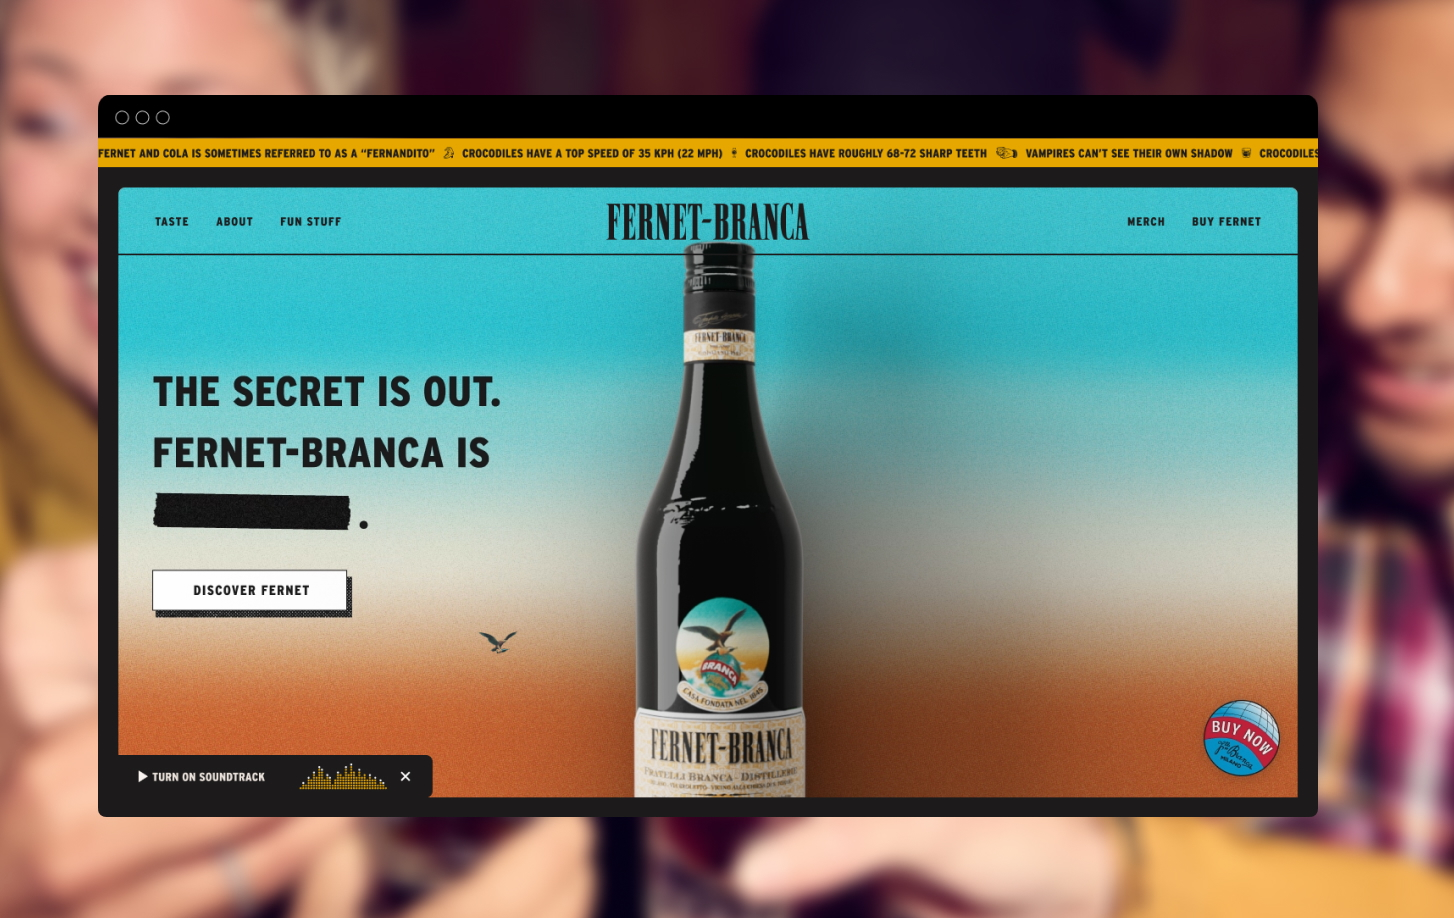 FERNET AND COLA IS SOMETIMES REFERRED TO AS A “FERNANDITO” CROCODILES HAVE A TOP SPEED OF 35 KPH (22 MPH) CROCODILES HAVE ROUGHLY 68-72 SHARP TEETH VAMPIRES CAN’T SEE THEIR OWN SHADOW CROCODILES
TASTE ABOUT FUN STUFF FERNET-BRANCA MERCH BUY FERNET
FERNET-BRANCA
THE SECRET IS OUT.
FERNET-BRANCA IS
.
DISCOVER FERNET
BRANCA
CASA FONDATA NEL 1845
FERNET-BRANCA
FRATELLI BRANCA - DISTILLERIE
BUY NOW
MILANO
TURN ON SOUNDTRACK